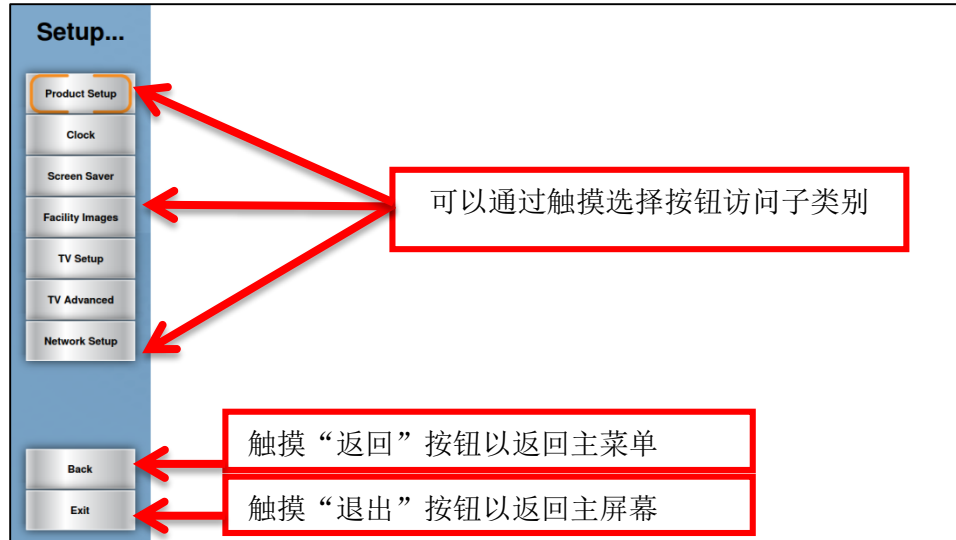 Setup...
Product Setup
Clock
Screen Saver
Facility Images
TV Setup
TV Advanced
Network Setup
Back
Exit
可以通过触摸选择按钮访问子类别
触摸“返回”按钮以返回主菜单
触摸“退出”按钮以返回主屏幕